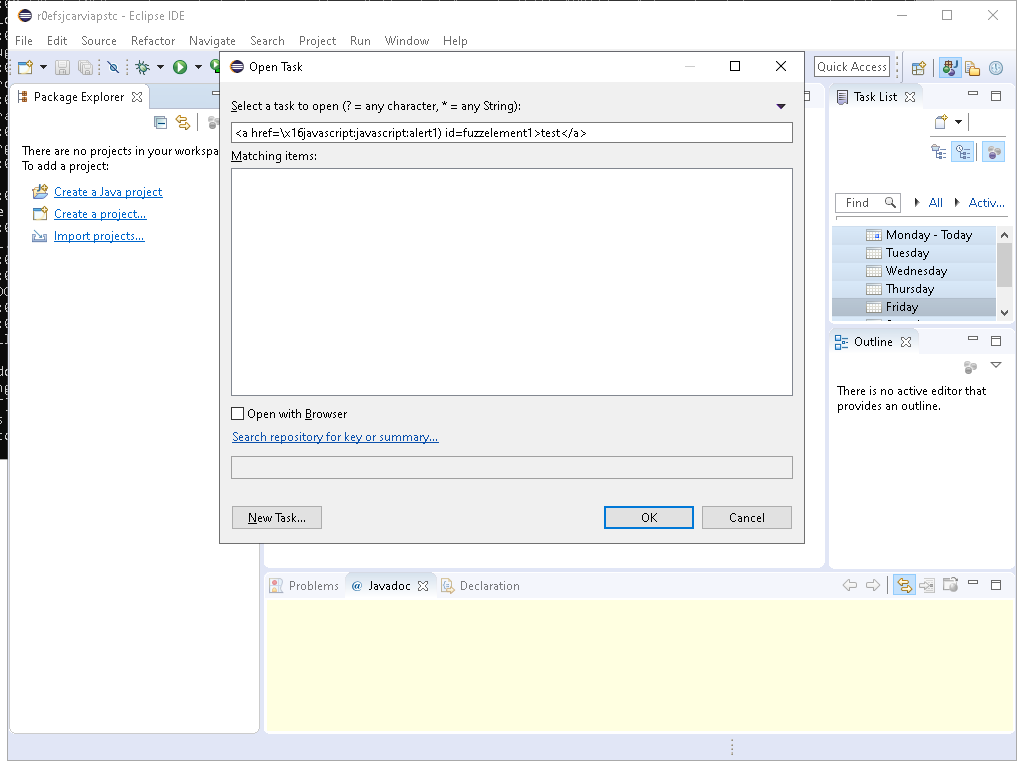 r0efsjcarviapstc - Eclipse IDE
File Edit Source Refactor Navigate Search Project Run Window Help
Quick Access
Package Explorer
There are no projects in your workspa
To add a project:
Create a Java project
Create a project...
Import projects...
Open Task
Select a task to open (? = any character, * = any String):
<a href=\x16javascript:javascript:alert1) id=fuzzelement1>test</a>
Matching items:
Open with Browser
Search repository for key or summary...
New Task...
OK
Cancel
Task List
Find
All
Activ...
Monday - Today
Tuesday
Wednesday
Thursday
Friday
Outline
There is no active editor that
provides an outline.
Problems
@ Javadoc
Declaration